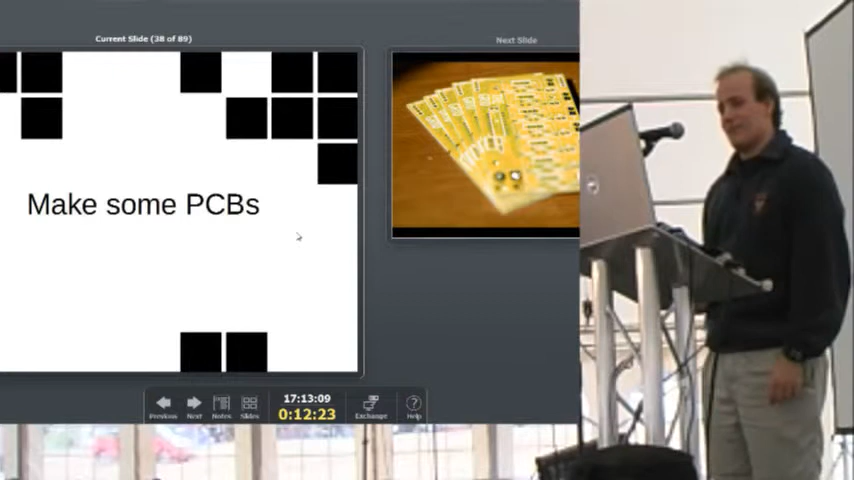 Current Slide (38 of 89)
Next Slide
Make some PCBs
Previous
Next
Notes
Slides
17:13:09
0:12:23
Exchange
Help